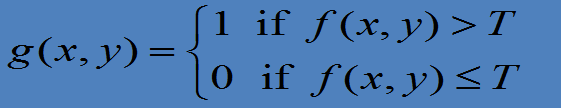 g(x, y) = { 1 if f(x, y) > T
0 if f(x, y) ≤ T